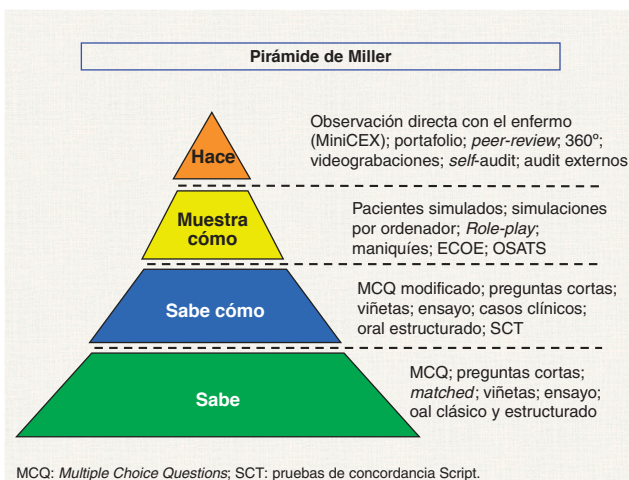 Pirámide de Miller
Hace
Observación directa con el enfermo
(MiniCEX); portafolio; peer-review; 360º;
videograbaciones; self-audit; audit externos
Muestra
cómo
Pacientes simulados; simulaciones
por ordenador; Role-play;
maniquíes; ECOE; OSATS
Sabe cómo
MCQ modificado; preguntas cortas;
viñetas; ensayo; casos clínicos;
oral estructurado; SCT
Sabe
MCQ; preguntas cortas;
matched; viñetas; ensayo;
oal clásico y estructurado
MCQ: Multiple Choice Questions; SCT: pruebas de concordancia Script.